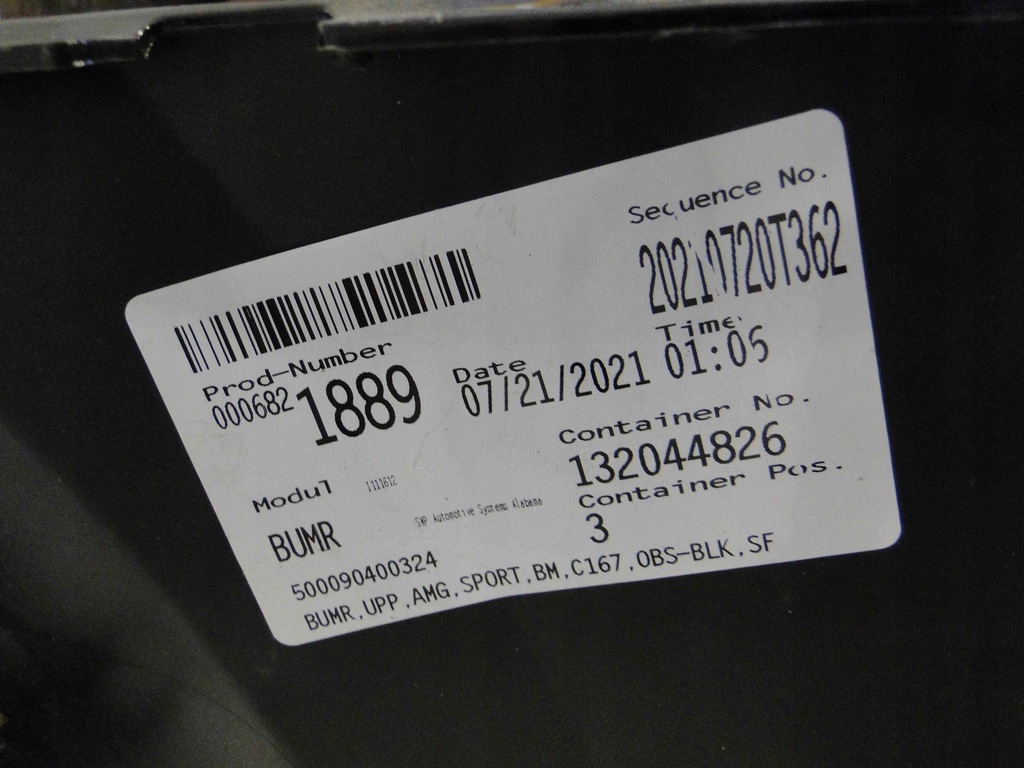 Sequence No.
20210720T362
Prod-Number
0006821889
Date
07/21/2021
Time
01:06
Container No.
132044826
Modul
1111612
Container Pos.
3
BUMR
SMP Automotive Systems Alabama
500090400324
BUMR,UPP,AMG,SPORT,BM,C167,OBS-BLK,SF